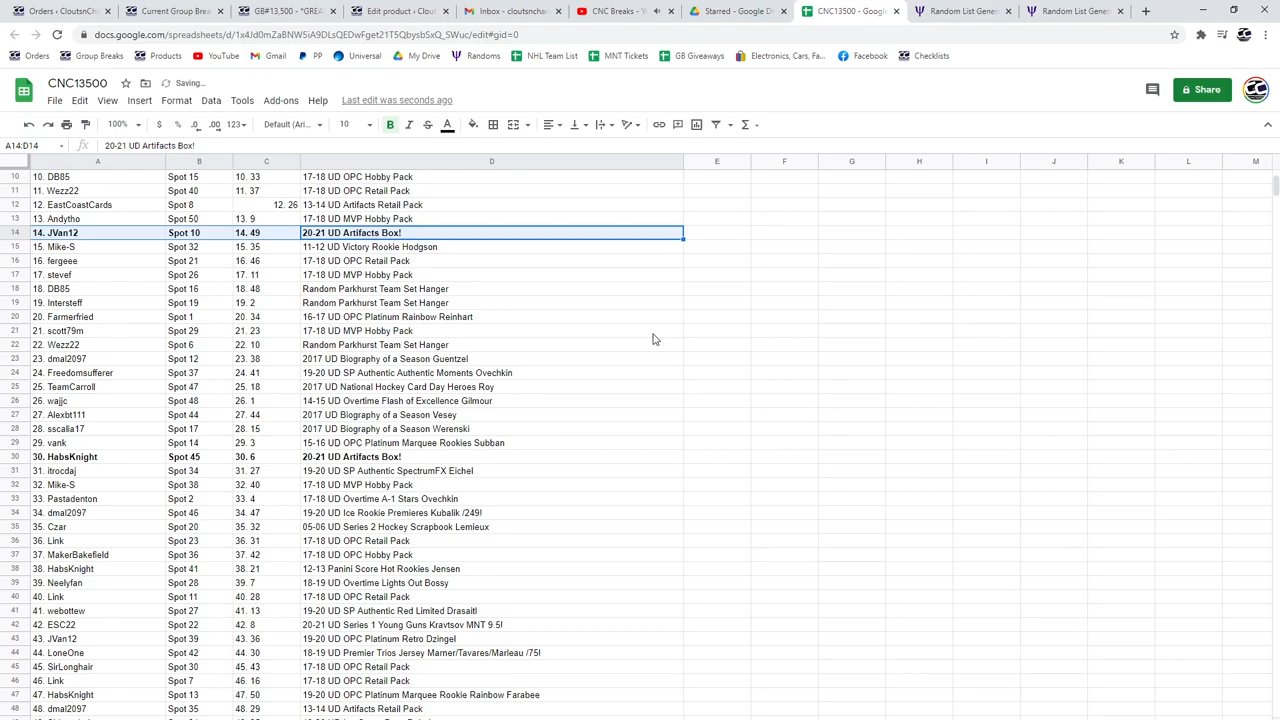 Orders < CloutsnCh
Current Group Brea
GB#13,500 - "GREA
Edit product ‹ Clout
Inbox - cloutsnchar
CNC Breaks - Y
Starred - Google D
CNC13500 - Googl
Random List Gener
Random List Gener
docs.google.com/spreadsheets/d/1x4Jd0mZaBNW5iA9DLsQEDwFget21T5QbysbSxQ_SWuc/edit#gid=0
Orders
Group Breaks
Products
YouTube
Gmail
PP
Universal
My Drive
Randoms
NHL Team List
MNT Tickets
GB Giveaways
Electronics, Cars, Fa...
Facebook
Checklists
CNC13500
Saving...
File Edit View Insert Format Data Tools Add-ons Help Last edit was seconds ago
Share
100% $ % .0 .00 123 Default (Ari... 10 B I S A
A14:D14 fx 20-21 UD Artifacts Box!
A B C D E F G H I J K L M
10 10. DB85 Spot 15 10. 33 17-18 UD OPC Hobby Pack
11 11. Wezz22 Spot 40 11. 37 17-18 UD OPC Retail Pack
12 12. EastCoastCards Spot 8 12. 26 13-14 UD Artifacts Retail Pack
13 13. Andytho Spot 50 13. 9 17-18 UD MVP Hobby Pack
14 14. JVan12 Spot 10 14. 49 20-21 UD Artifacts Box!
15 15. Mike-S Spot 32 15. 35 11-12 UD Victory Rookie Hodgson
16 16. fergeee Spot 21 16. 46 17-18 UD OPC Retail Pack
17 17. stevef Spot 26 17. 11 17-18 UD MVP Hobby Pack
18 18. DB85 Spot 16 18. 48 Random Parkhurst Team Set Hanger
19 19. Intersteff Spot 19 19. 2 Random Parkhurst Team Set Hanger
20 20. Farmerfried Spot 1 20. 34 16-17 UD OPC Platinum Rainbow Reinhart
21 21. scott79m Spot 29 21. 23 17-18 UD MVP Hobby Pack
22 22. Wezz22 Spot 6 22. 10 Random Parkhurst Team Set Hanger
23 23. dmal2097 Spot 12 23. 38 2017 UD Biography of a Season Guentzel
24 24. Freedomsufferer Spot 37 24. 41 19-20 UD SP Authentic Authentic Moments Ovechkin
25 25. TeamCarroll Spot 47 25. 18 2017 UD National Hockey Card Day Heroes Roy
26 26. wajjc Spot 48 26. 1 14-15 UD Overtime Flash of Excellence Gilmour
27 27. Alexbt111 Spot 44 27. 44 2017 UD Biography of a Season Vesey
28 28. sscalia17 Spot 17 28. 15 2017 UD Biography of a Season Werenski
29 29. vank Spot 14 29. 3 15-16 UD OPC Platinum Marquee Rookies Subban
30 30. HabsKnight Spot 45 30. 6 20-21 UD Artifacts Box!
31 31. itrocdaj Spot 34 31. 27 19-20 UD SP Authentic SpectrumFX Eichel
32 32. Mike-S Spot 38 32. 40 17-18 UD MVP Hobby Pack
33 33. Pastadenton Spot 2 33. 4 17-18 UD Overtime A-1 Stars Ovechkin
34 34. dmal2097 Spot 46 34. 47 19-20 UD Ice Rookie Premieres Kubalik /249!
35 35. Czar Spot 20 35. 32 05-06 UD Series 2 Hockey Scrapbook Lemieux
36 36. Link Spot 23 36. 31 17-18 UD OPC Retail Pack
37 37. MakerBakefield Spot 36 37. 42 17-18 UD OPC Hobby Pack
38 38. HabsKnight Spot 41 38. 21 12-13 Panini Score Hot Rookies Jensen
39 39. Neelyfan Spot 28 39. 7 18-19 UD Overtime Lights Out Bossy
40 40. Link Spot 11 40. 28 17-18 UD OPC Retail Pack
41 41. webottew Spot 27 41. 13 19-20 UD SP Authentic Red Limited Drasaitl
42 42. ESC22 Spot 22 42. 8 20-21 UD Series 1 Young Guns Kravtsov MNT 9.5!
43 43. JVan12 Spot 39 43. 36 19-20 UD OPC Platinum Retro Dzingel
44 44. LoneOne Spot 42 44. 30 18-19 UD Premier Trios Jersey Marner/Tavares/Marleau /75!
45 45. SirLonghair Spot 30 45. 43 17-18 UD OPC Retail Pack
46 46. Link Spot 7 46. 16 17-18 UD OPC Retail Pack
47 47. HabsKnight Spot 13 47. 50 19-20 UD OPC Platinum Marquee Rookie Rainbow Farabee
48 48. dmal2097 Spot 35 48. 29 13-14 UD Artifacts Retail Pack